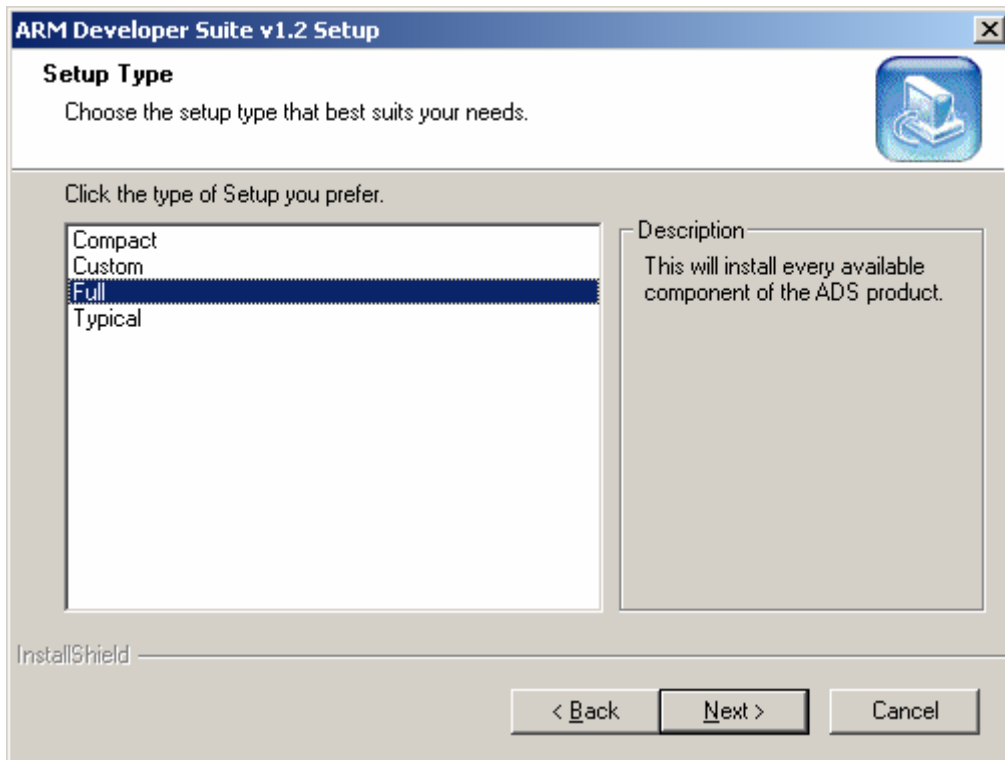 ARM Developer Suite v1.2 Setup
Setup Type
Choose the setup type that best suits your needs.
Click the type of Setup you prefer.
Compact
Custom
Full
Typical
Description
This will install every available
component of the ADS product.
InstallShield
< Back
Next >
Cancel